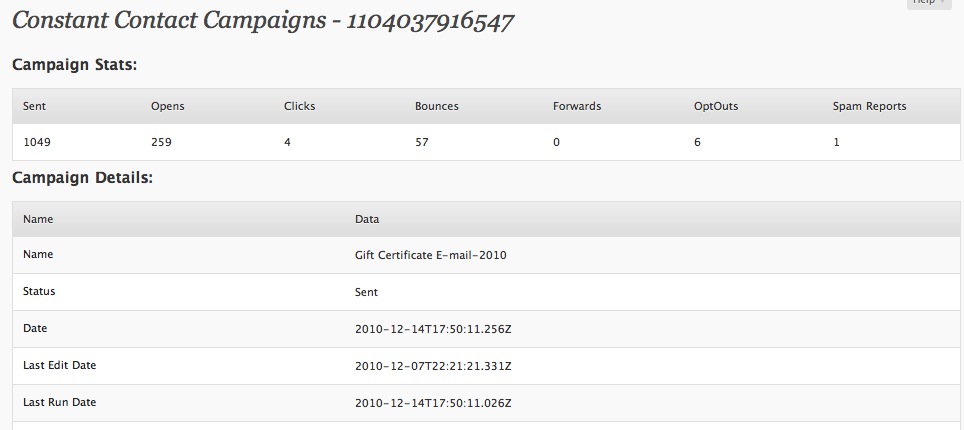 Help
Constant Contact Campaigns - 1104037916547
Campaign Stats:
Sent Opens Clicks Bounces Forwards OptOuts Spam Reports
1049 259 4 57 0 6 1
Campaign Details:
Name Data
Name Gift Certificate E-mail-2010
Status Sent
Date 2010-12-14T17:50:11.256Z
Last Edit Date 2010-12-07T22:21:21.331Z
Last Run Date 2010-12-14T17:50:11.026Z